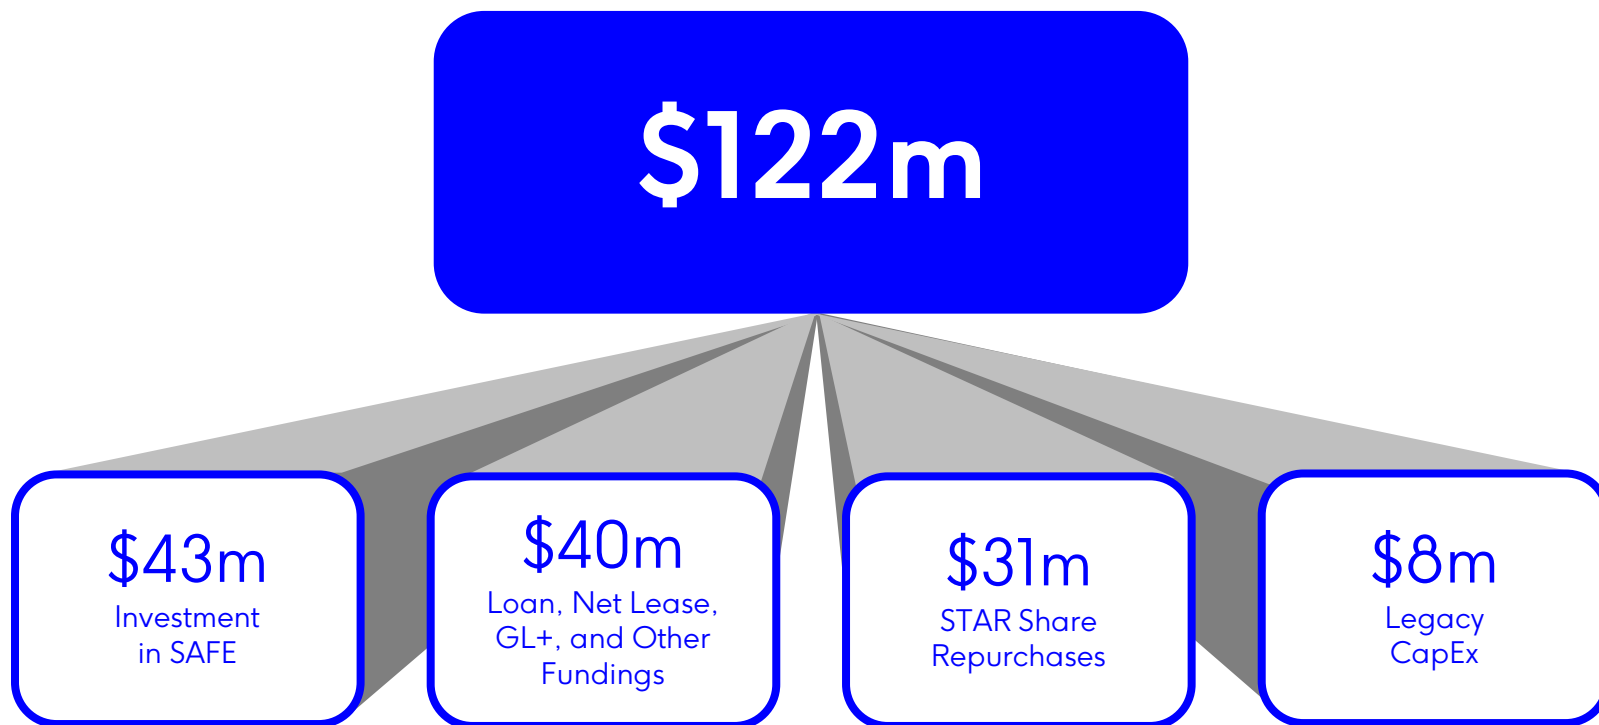 $122m
$43m
Investment
in SAFE
$40m
Loan, Net Lease,
GL+, and Other
Fundings
$31m
STAR Share
Repurchases
$8m
Legacy
CapEx